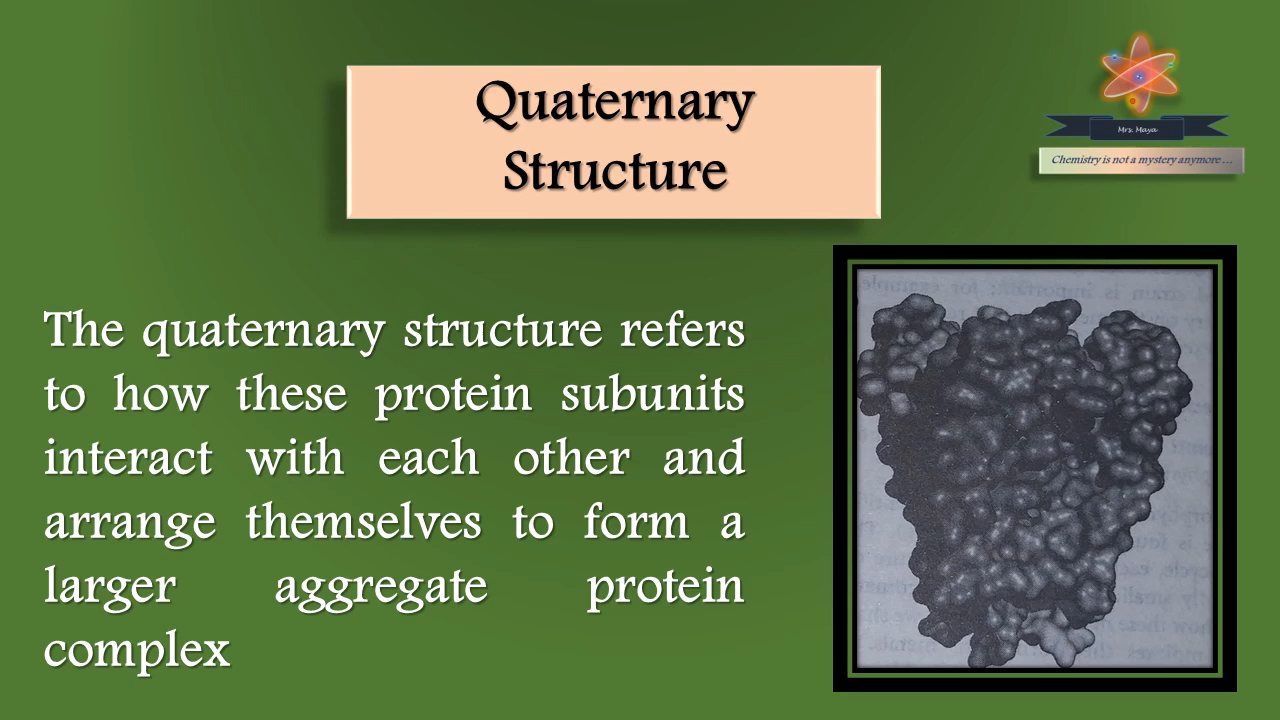 Quaternary
Structure
Mrs. Maya
Chemistry is not a mystery anymore ...
The quaternary structure refers
to how these protein subunits
interact with each other and
arrange themselves to form a
larger aggregate protein
complex